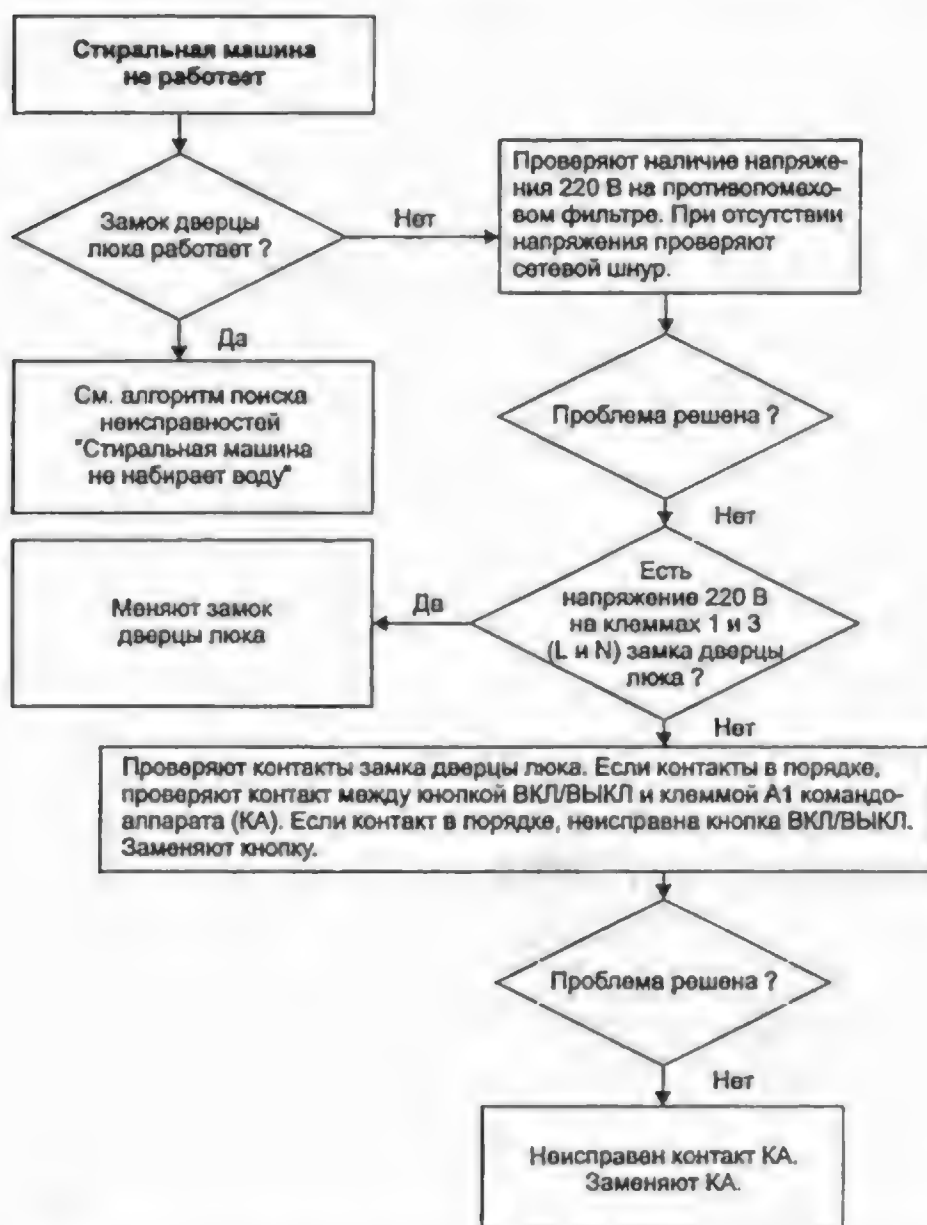 Стиральная машина
не работает
Замок дверцы
люка работает ?
Нет
Проверяют наличие напряже-
ния 220 В на противопомехо-
вом фильтре. При отсутствии
напряжения проверяют
сетевой шнур.
Да
См. алгоритм поиска
неисправностей
"Стиральная машина
не набирает воду"
Проблема решена ?
Нет
Есть
напряжение 220 В
на клеммах 1 и 3
(L и N) замка дверцы
люка ?
Да
Меняют замок
дверцы люка
Нет
Проверяют контакты замка дверцы люка. Если контакты в порядке,
проверяют контакт между кнопкой ВКЛ/ВЫКЛ и клеммой А1 командо-
аппарата (КА). Если контакт в порядке, неисправна кнопка ВКЛ/ВЫКЛ.
Заменяют кнопку.
Проблема решена ?
Нет
Неисправен контакт КА.
Заменяют КА.